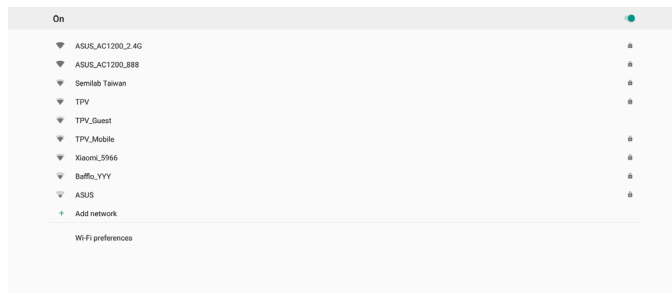 On
ASUS_AC1200_2.4G
ASUS_AC1200_888
Semilab Taiwan
TPV
TPV_Guest
TPV_Mobile
Xiaomi_5966
Bafflo_YYY
ASUS
+ Add network
Wi-Fi preferences